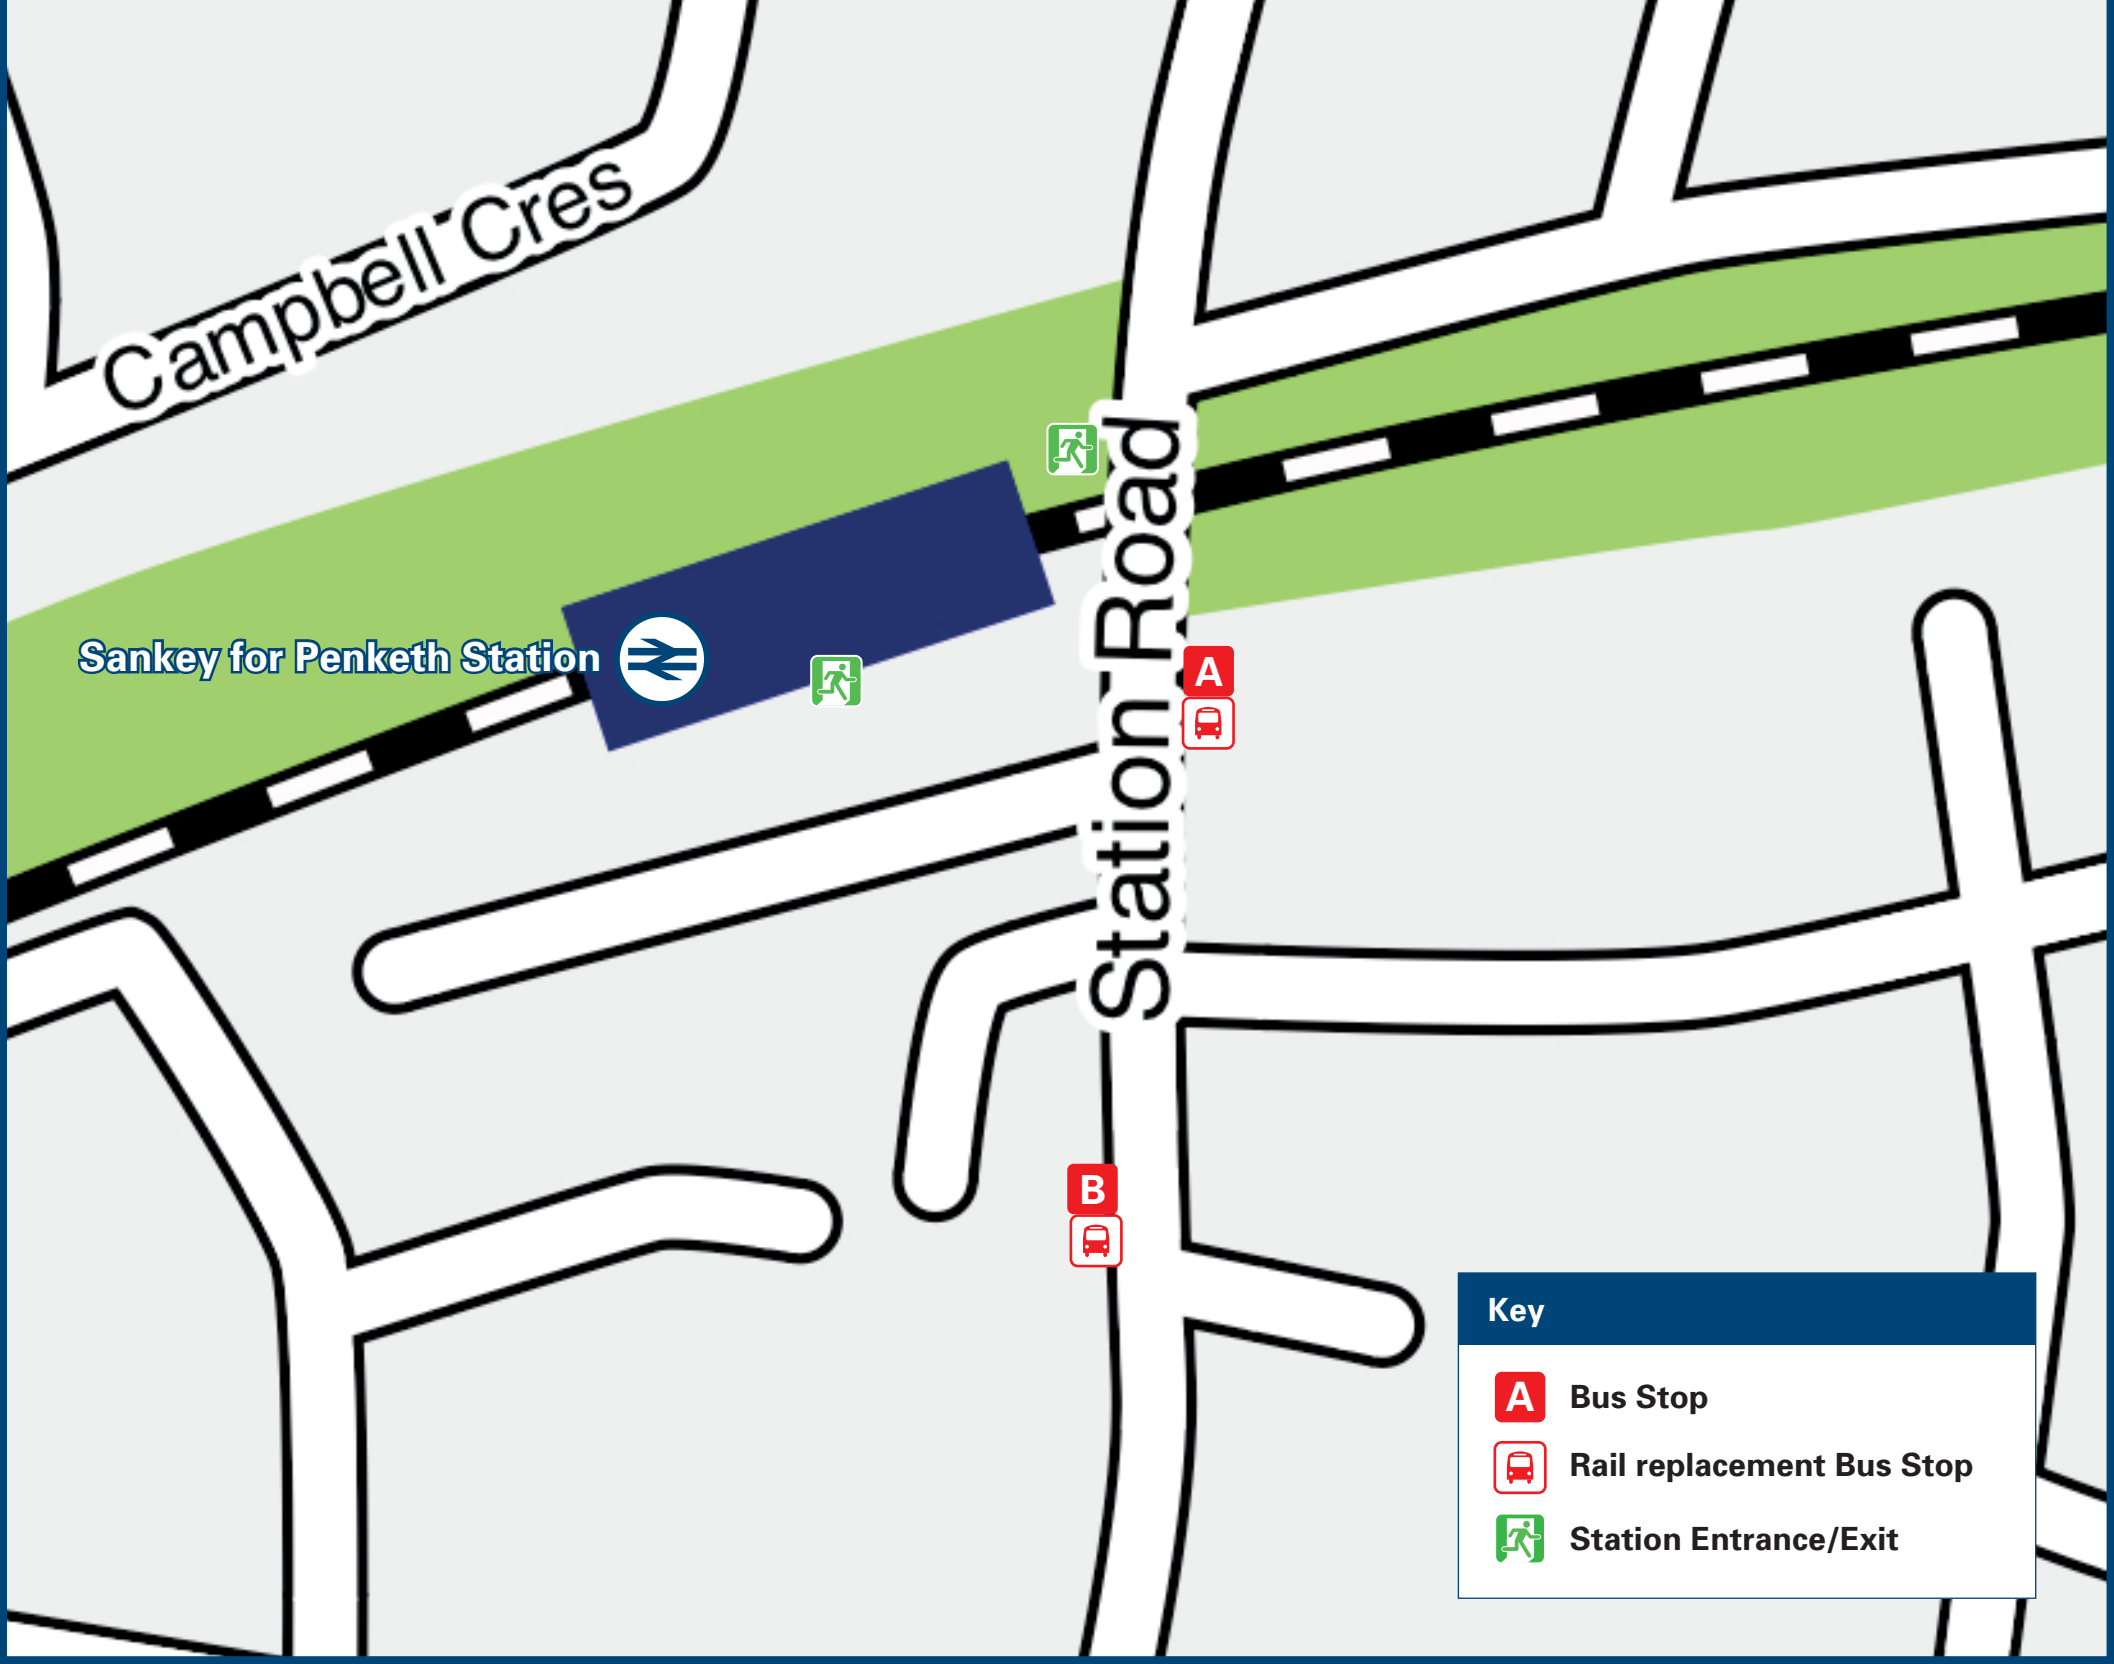 Campbell Cres
Station Road
Sankey for Penketh Station
A
B
Key
A Bus Stop
Rail replacement Bus Stop
Station Entrance/Exit